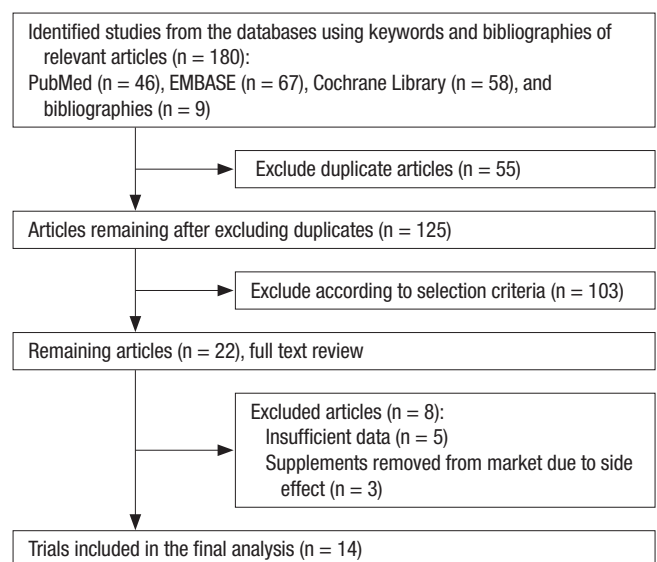 Identified studies from the databases using keywords and bibliographies of
relevant articles (n = 180):
PubMed (n = 46), EMBASE (n = 67), Cochrane Library (n = 58), and
bibliographies (n = 9)
Exclude duplicate articles (n = 55)
Articles remaining after excluding duplicates (n = 125)
Exclude according to selection criteria (n = 103)
Remaining articles (n = 22), full text review
Excluded articles (n = 8):
Insufficient data (n = 5)
Supplements removed from market due to side
effect (n = 3)
Trials included in the final analysis (n = 14)